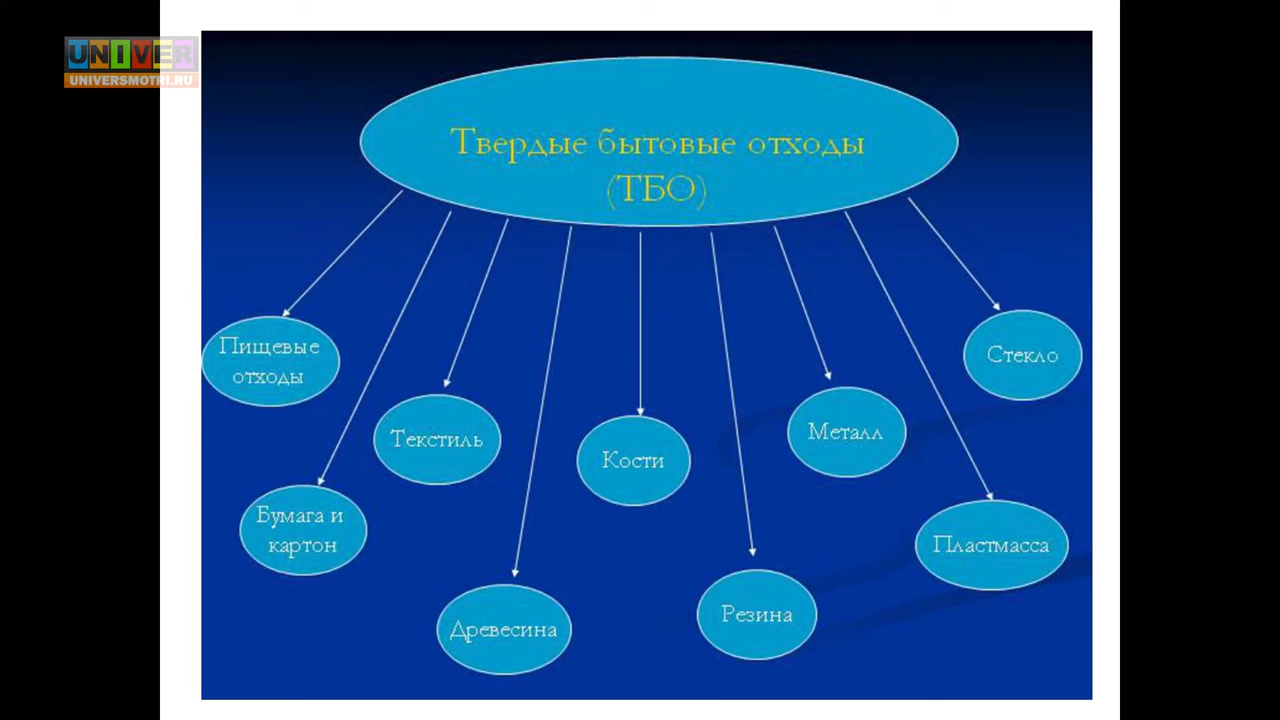 UNIVER
UNIVERSMOTRI.RU
Твердые бытовые отходы
(ТБО)
Пищевые
отходы
Стекло
Текстиль
Металл
Кости
Бумага и
картон
Пластмасса
Древесина
Резина